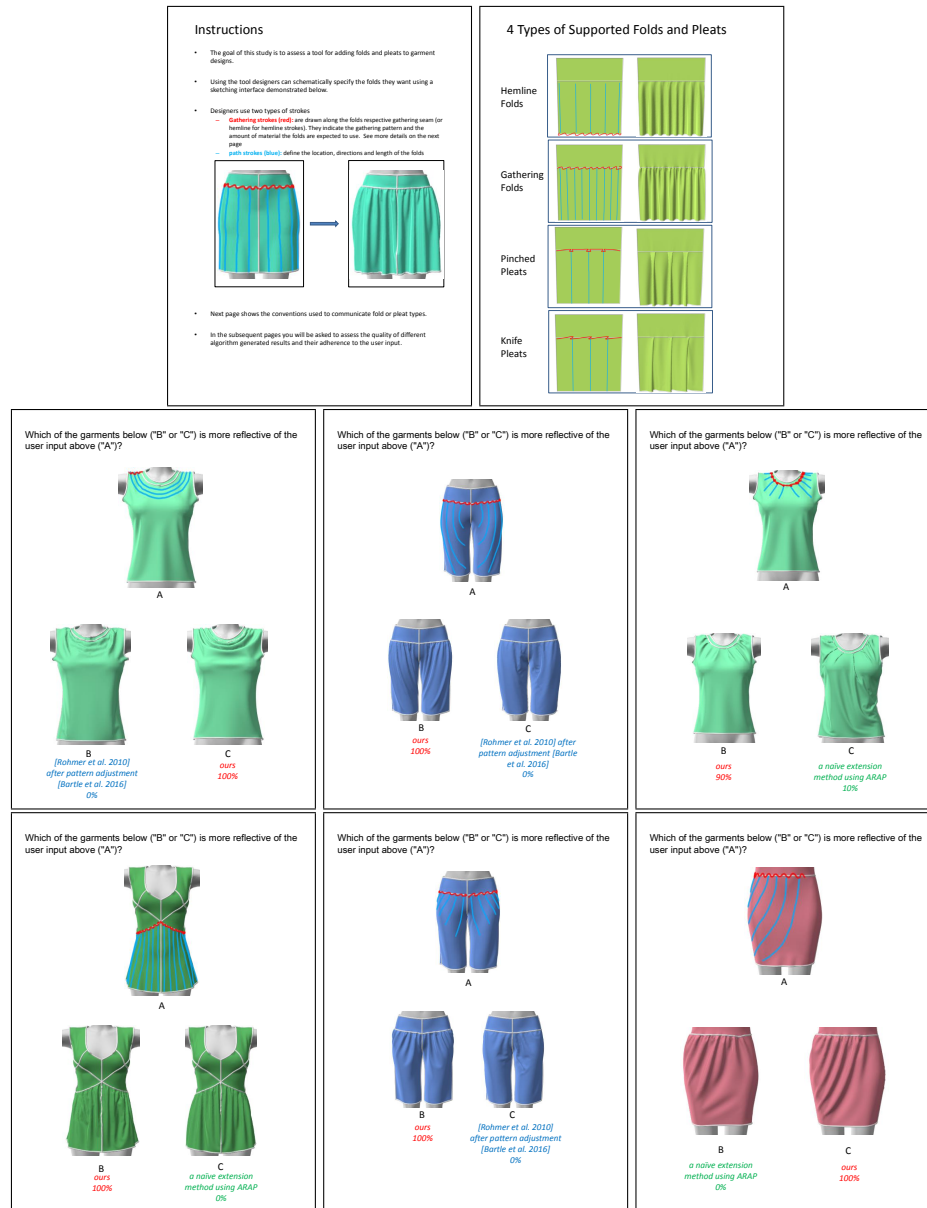 Instructions
• The goal of this study is to assess a tool for adding folds and pleats to garment
designs.
• Using the tool designers can schematically specify the folds they want using a
sketching interface demonstrated below.
• Designers use two types of strokes
– Gathering strokes (red): are drawn along the folds respective gathering seam (or
hemline for hemline strokes). They indicate the gathering pattern and the
amount of material the folds are expected to use. See more details on the next
page
– path strokes (blue): define the location, directions and length of the folds
• Next page shows the conventions used to communicate fold or pleat types.
• In the subsequent pages you will be asked to assess the quality of different
algorithm generated results and their adherence to the user input.
4 Types of Supported Folds and Pleats
Hemline
Folds
Gathering
Folds
Pinched
Pleats
Knife
Pleats
Which of the garments below ("B" or "C") is more reflective of the
user input above ("A")?
A
B
[Rohmer et al. 2010]
after pattern adjustment
[Bartle et al. 2016]
0%
C
ours
100%
Which of the garments below ("B" or "C") is more reflective of the
user input above ("A")?
A
B
ours
100%
C
[Rohmer et al. 2010] after
pattern adjustment [Bartle
et al. 2016]
0%
Which of the garments below ("B" or "C") is more reflective of the
user input above ("A")?
A
B
ours
90%
C
a naïve extension
method using ARAP
10%
Which of the garments below ("B" or "C") is more reflective of the
user input above ("A")?
A
B
ours
100%
C
a naïve extension
method using ARAP
0%
Which of the garments below ("B" or "C") is more reflective of the
user input above ("A")?
A
B
ours
100%
C
[Rohmer et al. 2010]
after pattern adjustment
[Bartle et al. 2016]
0%
Which of the garments below ("B" or "C") is more reflective of the
user input above ("A")?
A
B
a naïve extension
method using ARAP
0%
C
ours
100%